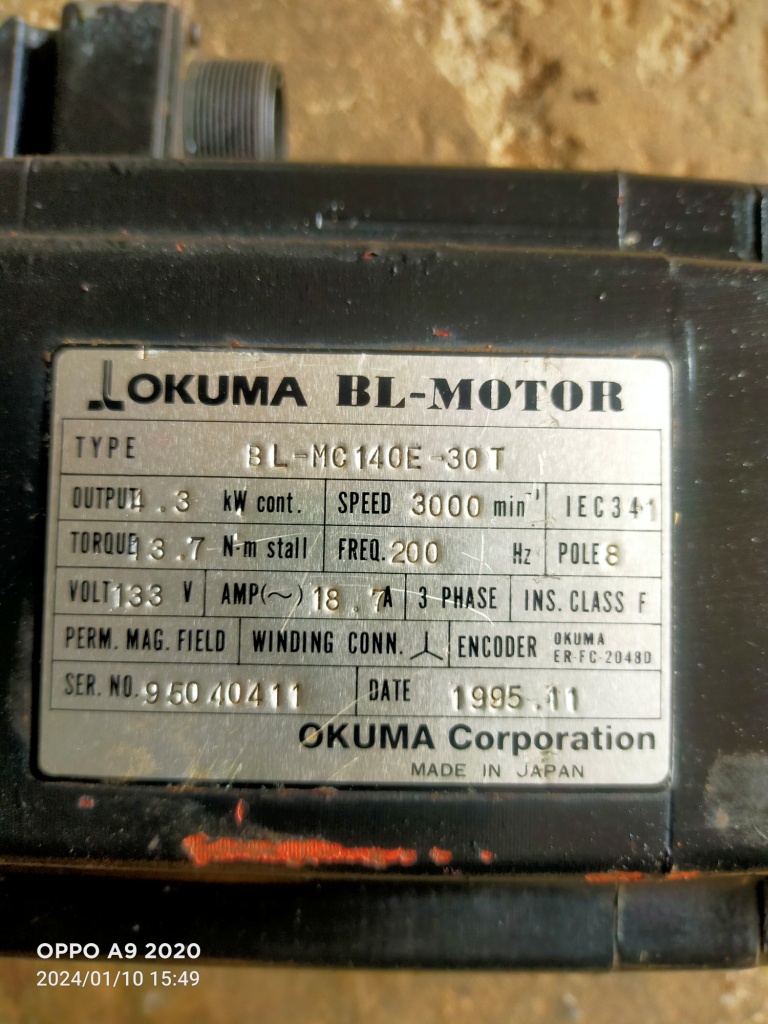 OKUMA BL-MOTOR
TYPE BL-MC140E-30T
OUTPUT 4.3 kW cont. SPEED 3000 min⁻¹ IEC34-1
TORQUE 13.7 N-m stall FREQ. 200 Hz POLE 8
VOLT 133 V AMP(~) 18.7 A 3 PHASE INS. CLASS F
PERM. MAG. FIELD WINDING CONN. ENCODER OKUMA
ER-FC-2048D
SER. NO. 95040411 DATE 1995.11
OKUMA Corporation
MADE IN JAPAN
OPPO A9 2020
2024/01/10 15:49